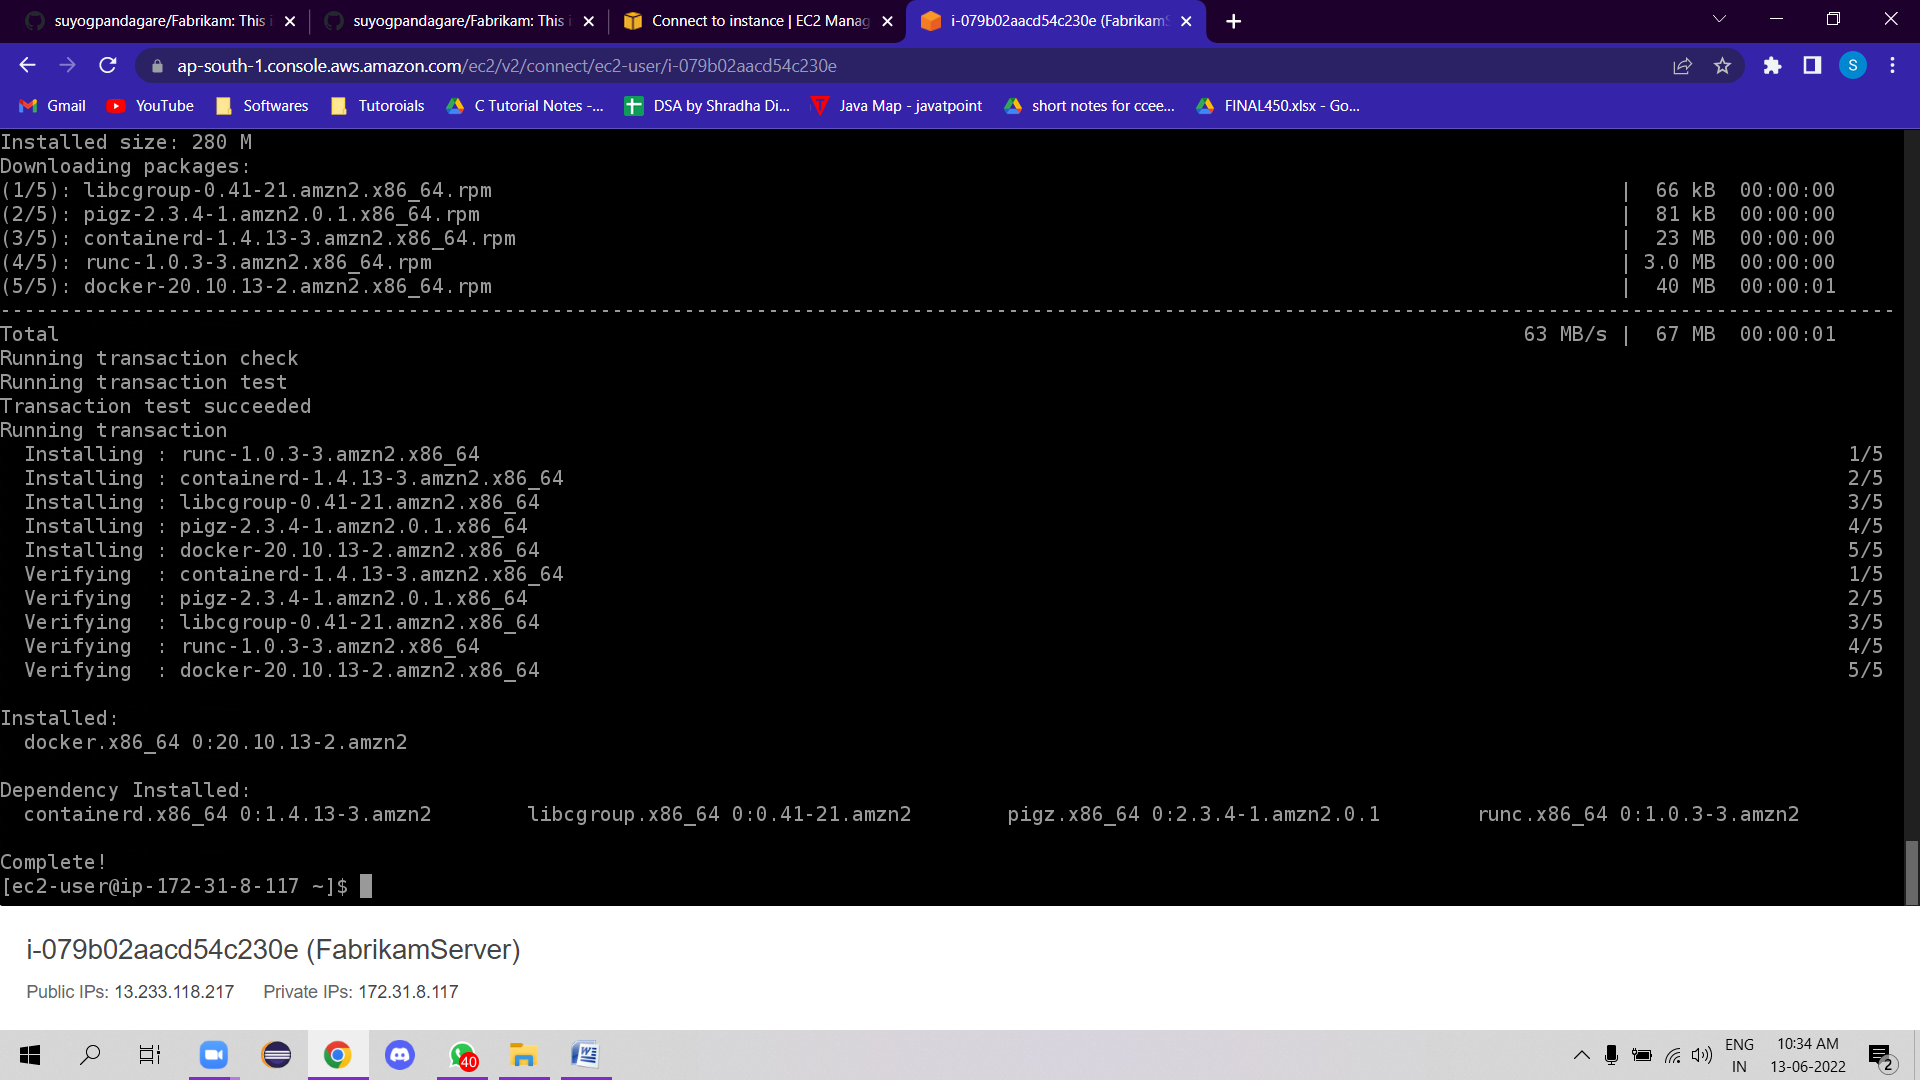 suyogpandagare/Fabrikam: This i
suyogpandagare/Fabrikam: This i
Connect to instance | EC2 Manag
i-079b02aacd54c230e (FabrikamS
ap-south-1.console.aws.amazon.com/ec2/v2/connect/ec2-user/i-079b02aacd54c230e
S
Gmail
YouTube
Softwares
Tutoroials
C Tutorial Notes -...
DSA by Shradha Di...
Java Map - javatpoint
short notes for ccee...
FINAL450.xlsx - Go...
Installed size: 280 M
Downloading packages:
(1/5): libcgroup-0.41-21.amzn2.x86_64.rpm | 66 kB 00:00:00
(2/5): pigz-2.3.4-1.amzn2.0.1.x86_64.rpm | 81 kB 00:00:00
(3/5): containerd-1.4.13-3.amzn2.x86_64.rpm | 23 MB 00:00:00
(4/5): runc-1.0.3-3.amzn2.x86_64.rpm | 3.0 MB 00:00:00
(5/5): docker-20.10.13-2.amzn2.x86_64.rpm | 40 MB 00:00:01
--------------------------------------------------------------------------------
Total 63 MB/s | 67 MB 00:00:01
Running transaction check
Running transaction test
Transaction test succeeded
Running transaction
Installing : runc-1.0.3-3.amzn2.x86_64 1/5
Installing : containerd-1.4.13-3.amzn2.x86_64 2/5
Installing : libcgroup-0.41-21.amzn2.x86_64 3/5
Installing : pigz-2.3.4-1.amzn2.0.1.x86_64 4/5
Installing : docker-20.10.13-2.amzn2.x86_64 5/5
Verifying : containerd-1.4.13-3.amzn2.x86_64 1/5
Verifying : pigz-2.3.4-1.amzn2.0.1.x86_64 2/5
Verifying : libcgroup-0.41-21.amzn2.x86_64 3/5
Verifying : runc-1.0.3-3.amzn2.x86_64 4/5
Verifying : docker-20.10.13-2.amzn2.x86_64 5/5
Installed:
docker.x86_64 0:20.10.13-2.amzn2
Dependency Installed:
containerd.x86_64 0:1.4.13-3.amzn2 libcgroup.x86_64 0:0.41-21.amzn2 pigz.x86_64 0:2.3.4-1.amzn2.0.1 runc.x86_64 0:1.0.3-3.amzn2
Complete!
[ec2-user@ip-172-31-8-117 ~]$
i-079b02aacd54c230e (FabrikamServer)
Public IPs: 13.233.118.217 Private IPs: 172.31.8.117
40
ENG
IN
10:34 AM
13-06-2022
2